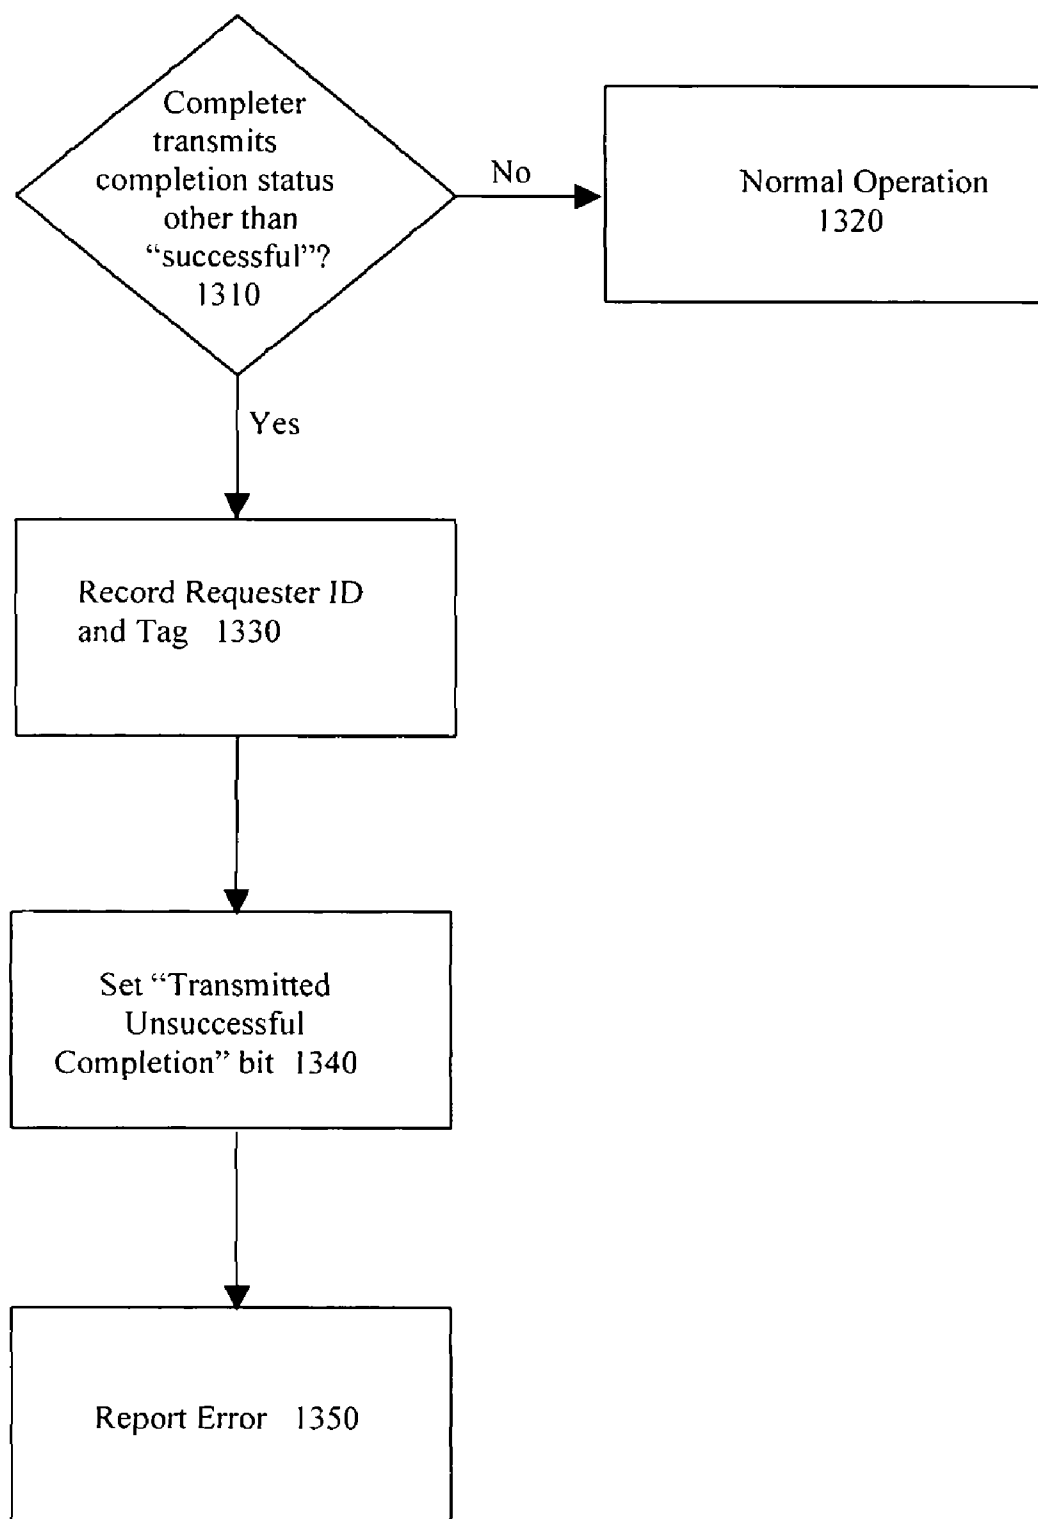 Completer
transmits
completion status
other than
“successful”?
1310
No
Normal Operation
1320
Yes
Record Requester ID
and Tag 1330
Set “Transmitted
Unsuccessful
Completion” bit 1340
Report Error 1350